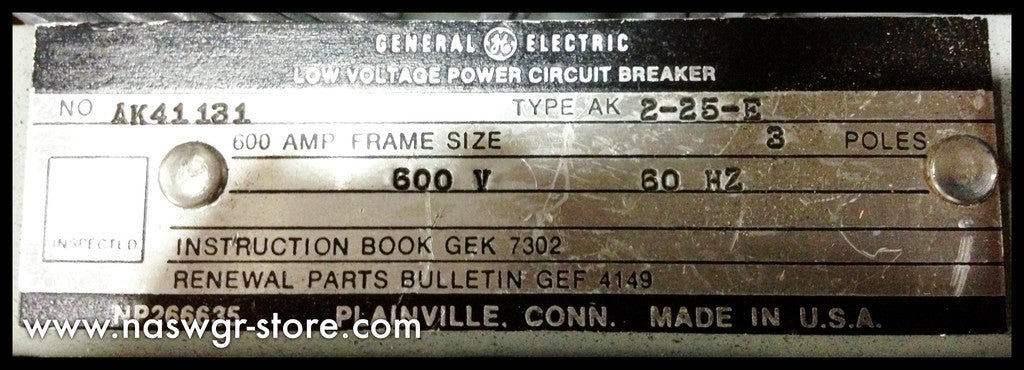 GENERAL GE ELECTRIC
LOW VOLTAGE POWER CIRCUIT BREAKER
NO AK41131 TYPE AK 2-25-E
600 AMP FRAME SIZE 3 POLES
600 V 60 HZ
INSPECTED
INSTRUCTION BOOK GEK 7302
RENEWAL PARTS BULLETIN GEF 4149
NP266635 PLAINVILLE, CONN. MADE IN U.S.A.
www.naswgr-store.com